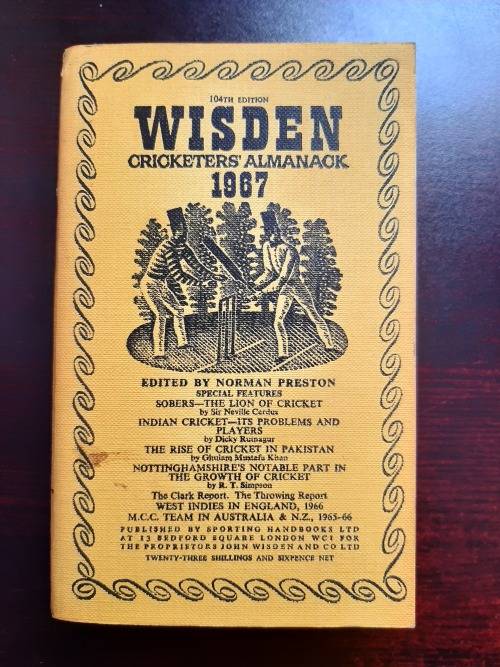 104TH EDITION
WISDEN
CRICKETERS' ALMANACK
1967
EDITED BY NORMAN PRESTON
SPECIAL FEATURES
SOBERS—THE LION OF CRICKET
by Sir Neville Cardus
INDIAN CRICKET—ITS PROBLEMS AND
PLAYERS
by Dicky Rutnagur
THE RISE OF CRICKET IN PAKISTAN
by Ghulam Mustafa Khan
NOTTINGHAMSHIRE'S NOTABLE PART IN
THE GROWTH OF CRICKET
by R. T. Simpson
The Clark Report. The Throwing Report
WEST INDIES IN ENGLAND, 1966
M.C.C. TEAM IN AUSTRALIA & N.Z., 1965-66
PUBLISHED BY SPORTING HANDBOOKS LTD
AT 13 BEDFORD SQUARE LONDON WC1 FOR
THE PROPRIETORS JOHN WISDEN AND CO LTD
TWENTY-THREE SHILLINGS AND SIXPENCE NET